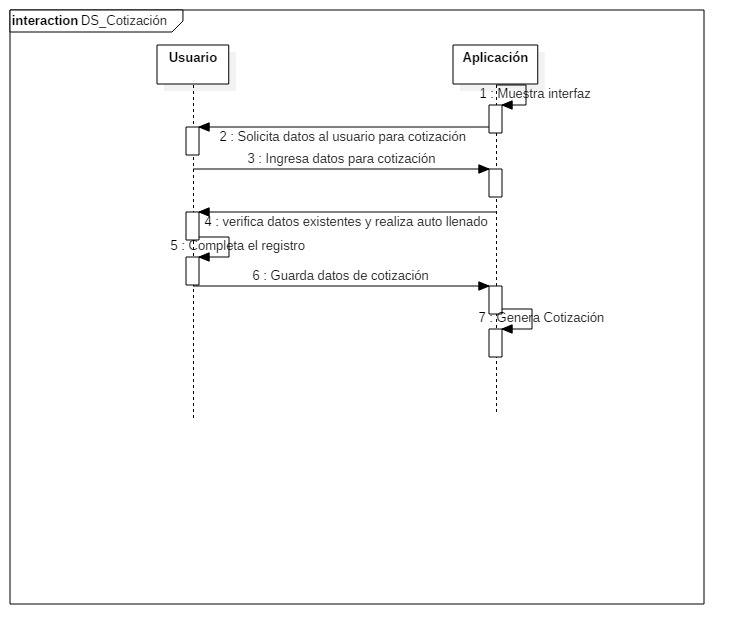 interaction DS_Cotización
Usuario
Aplicación
1 : Muestra interfaz
2 : Solicita datos al usuario para cotización
3 : Ingresa datos para cotización
4 : verifica datos existentes y realiza auto llenado
5 : Completa el registro
6 : Guarda datos de cotización
7 : Genera Cotización